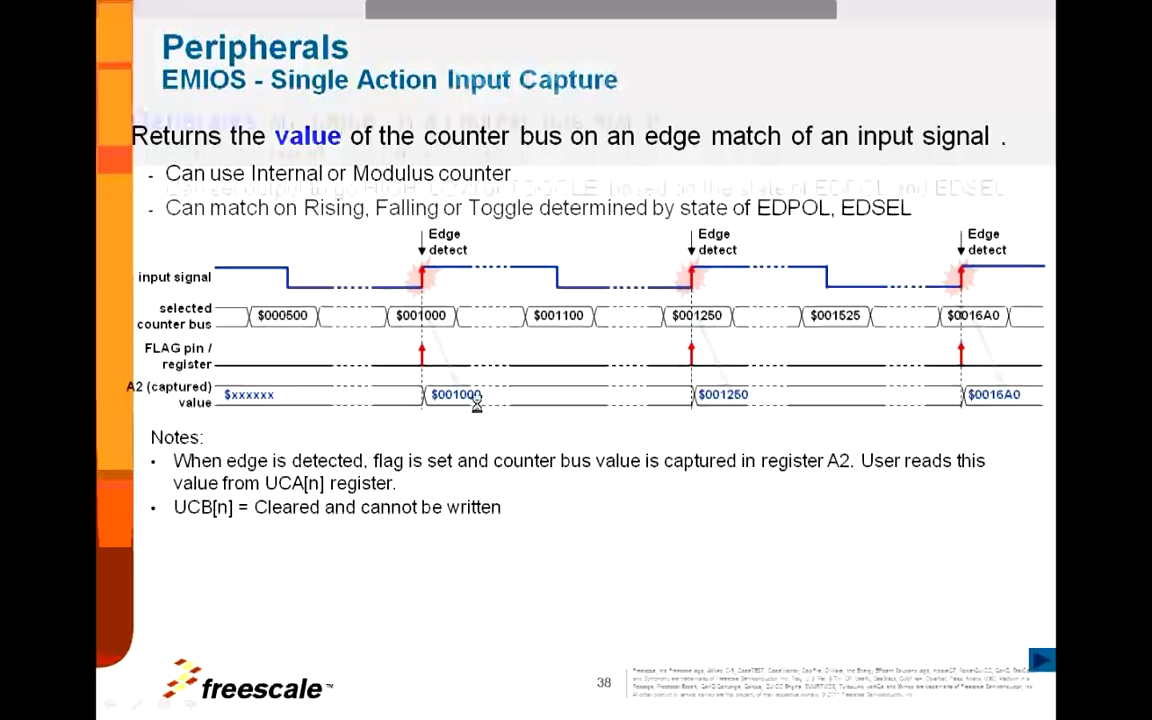 Peripherals
EMIOS - Single Action Input Capture
Returns the value of the counter bus on an edge match of an input signal .
- Can use Internal or Modulus counter
- Can match on Rising, Falling or Toggle determined by state of EDPOL, EDSEL
Edge detect Edge detect Edge detect
input signal
selected counter bus $000500 $001000 $001100 $001250 $001525 $0016A0
FLAG pin / register
A2 (captured) value $xxxxxx $001000 $001250 $0016A0
Notes:
• When edge is detected, flag is set and counter bus value is captured in register A2. User reads this
value from UCA[n] register.
• UCB[n] = Cleared and cannot be written
freescale™
38